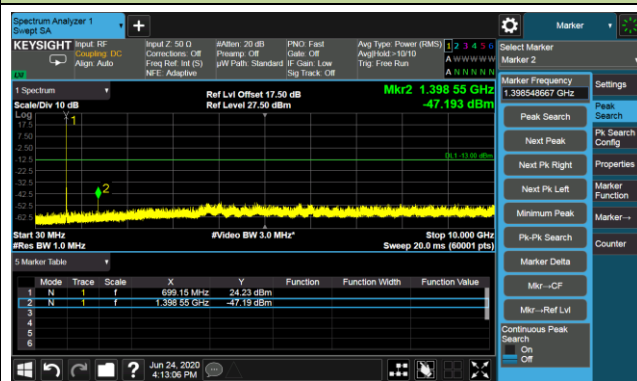 Spectrum Analyzer 1
Swept SA
Marker
KEYSIGHT
Input: RF
Coupling: DC
Align: Auto
Input Z: 50 Ω
Corrections: Off
Freq Ref: Int (S)
NFE: Adaptive
#Atten: 20 dB
Preamp: Off
µW Path: Standard
PNO: Fast
Gate: Off
IF Gain: Low
Sig Track: Off
Avg Type: Power (RMS)
Avg|Hold:>10/10
Trig: Free Run
1 2 3 4 5 6
A W W W W W
A N N N N N
Select Marker
Marker 2
LXI
1 Spectrum
Scale/Div 10 dB
Ref Lvl Offset 17.50 dB
Ref Level 27.50 dBm
Mkr2 1.398 55 GHz
-47.193 dBm
Log
17.5
7.50
-2.50
-12.5
-22.5
-32.5
-42.5
-52.5
-62.5
1
2
DL1 -13.00 dBm
Start 30 MHz
#Res BW 1.0 MHz
#Video BW 3.0 MHz*
Stop 10.000 GHz
Sweep 20.0 ms (60001 pts)
5 Marker Table
Mode Trace Scale X Y Function Function Width Function Value
1 N 1 f 699.15 MHz 24.23 dBm
2 N 1 f 1.398 55 GHz -47.19 dBm
3
4
5
6
Marker Frequency
1.398548667 GHz
Peak Search
Next Peak
Next Pk Right
Next Pk Left
Minimum Peak
Pk-Pk Search
Marker Delta
Mkr→CF
Mkr→Ref Lvl
Continuous Peak
Search
On
Off
Settings
Peak
Search
Pk Search
Config
Properties
Marker
Function
Marker→
Counter
?
Jun 24, 2020
4:13:06 PM